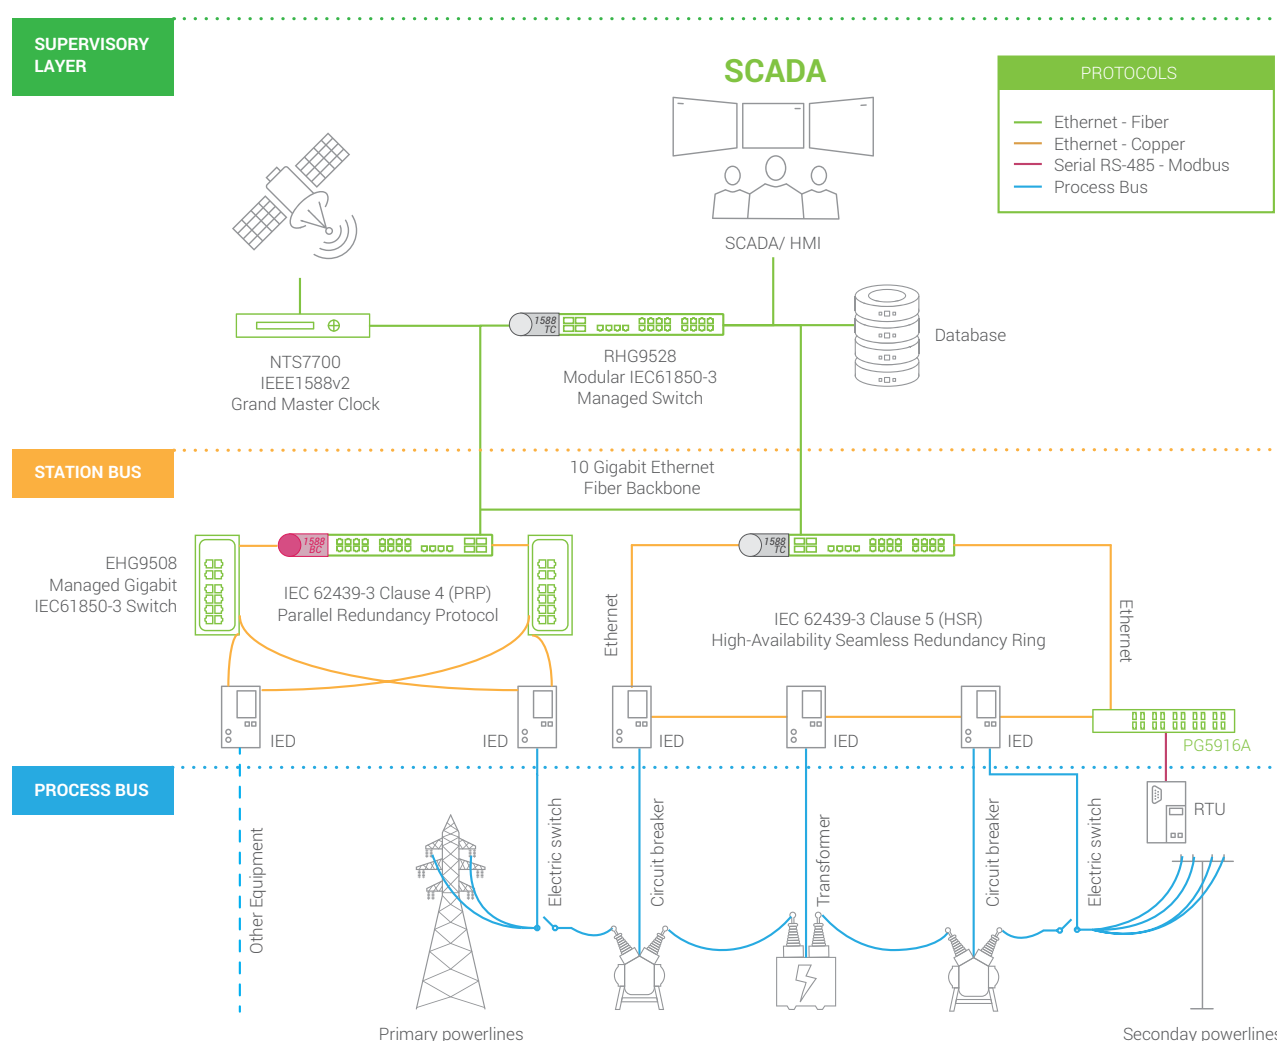 SUPERVISORY
LAYER
SCADA
PROTOCOLS
Ethernet - Fiber
Ethernet - Copper
Serial RS-485 - Modbus
Process Bus
SCADA/ HMI
1588
TC
NTS7700
IEEE1588v2
Grand Master Clock
RHG9528
Modular IEC61850-3
Managed Switch
Database
STATION BUS
10 Gigabit Ethernet
Fiber Backbone
EHG9508
Managed Gigabit
IEC61850-3 Switch
1588
BC
IEC 62439-3 Clause 4 (PRP)
Parallel Redundancy Protocol
1588
TC
Ethernet
IEC 62439-3 Clause 5 (HSR)
High-Availability Seamless Redundancy Ring
Ethernet
IED
IED
IED
IED
IED
PG5916A
PROCESS BUS
Other Equipment
Electric switch
Circuit breaker
Transformer
Circuit breaker
Electric switch
RTU
Primary powerlines
Seconday powerlines